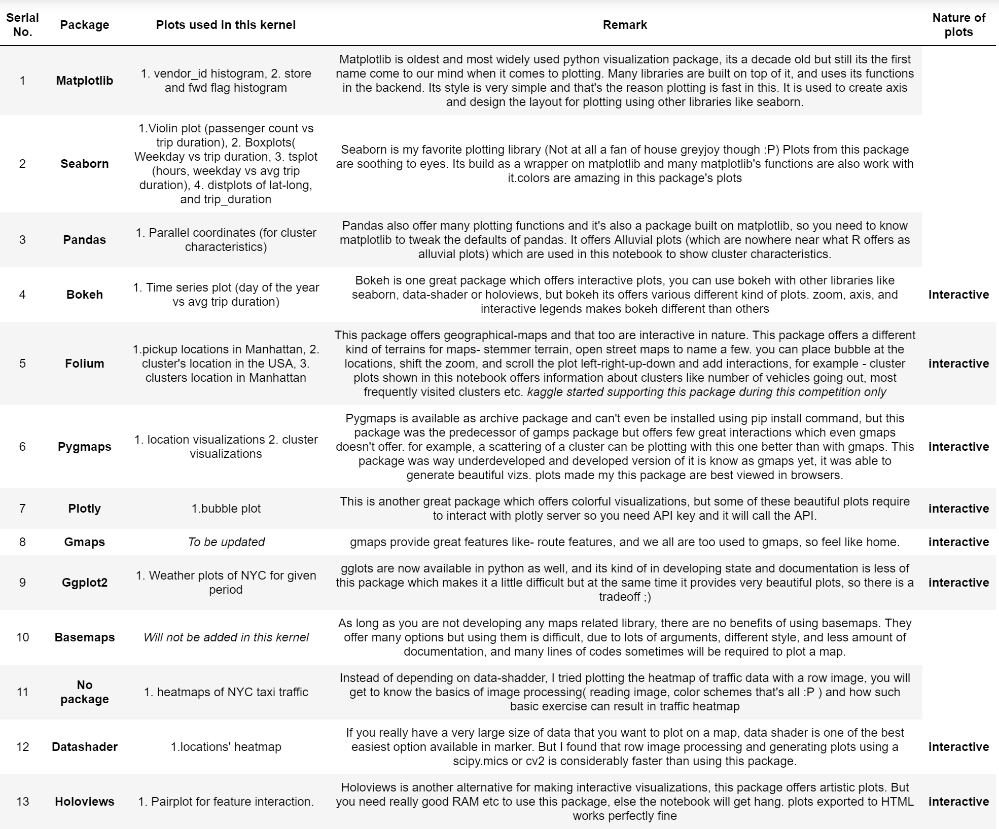 Serial No. Package Plots used in this kernel Remark Nature of plots
1 Matplotlib 1. vendor_id histogram, 2. store and fwd flag histogram Matplotlib is oldest and most widely used python visualization package, its a decade old but still its the first name come to our mind when it comes to plotting. Many libraries are built on top of it, and uses its functions in the backend. Its style is very simple and that's the reason plotting is fast in this. It is used to create axis and design the layout for plotting using other libraries like seaborn.
2 Seaborn 1.Violin plot (passenger count vs trip duration), 2. Boxplots( Weekday vs trip duration, 3. tsplot (hours, weekday vs avg trip duration), 4. distplots of lat-long, and trip_duration Seaborn is my favorite plotting library (Not at all a fan of house greyjoy though :P) Plots from this package are soothing to eyes. Its build as a wrapper on matplotlib and many matplotlib's functions are also work with it.colors are amazing in this package's plots
3 Pandas 1. Parallel coordinates (for cluster characteristics) Pandas also offer many plotting functions and it's also a package built on matplotlib, so you need to know matplotlib to tweak the defaults of pandas. It offers Alluvial plots (which are nowhere near what R offers as alluvial plots) which are used in this notebook to show cluster characteristics.
4 Bokeh 1. Time series plot (day of the year vs avg trip duration) Bokeh is one great package which offers interactive plots, you can use bokeh with other libraries like seaborn, data-shader or holoviews, but bokeh its offers various different kind of plots. zoom, axis, and interactive legends makes bokeh different than others Interactive
5 Folium 1.pickup locations in Manhattan, 2. cluster's location in the USA, 3. clusters location in Manhattan This package offers geographical-maps and that too are interactive in nature. This package offers a different kind of terrains for maps- stemmer terrain, open street maps to name a few. you can place bubble at the locations, shift the zoom, and scroll the plot left-right-up-down and add interactions, for example - cluster plots shown in this notebook offers information about clusters like number of vehicles going out, most frequently visited clusters etc. kaggle started supporting this package during this competition only interactive
6 Pygmaps 1. location visualizations 2. cluster visualizations Pygmaps is available as archive package and can't even be installed using pip install command, but this package was the predecessor of gamps package but offers few great interactions which even gmaps doesn't offer. for example, a scattering of a cluster can be plotting with this one better than with gmaps. This package was way underdeveloped and developed version of it is know as gmaps yet, it was able to generate beautiful vizs. plots made my this package are best viewed in browsers. interactive
7 Plotly 1.bubble plot This is another great package which offers colorful visualizations, but some of these beautiful plots require to interact with plotly server so you need API key and it will call the API. interactive
8 Gmaps To be updated gmaps provide great features like- route features, and we all are too used to gmaps, so feel like home. interactive
9 Ggplot2 1. Weather plots of NYC for given period gglots are now available in python as well, and its kind of in developing state and documentation is less of this package which makes it a little difficult but at the same time it provides very beautiful plots, so there is a tradeoff ;) interactive
10 Basemaps Will not be added in this kernel As long as you are not developing any maps related library, there are no benefits of using basemaps. They offer many options but using them is difficult, due to lots of arguments, different style, and less amount of documentation, and many lines of codes sometimes will be required to plot a map.
11 No package 1. heatmaps of NYC taxi traffic Instead of depending on data-shadder, I tried plotting the heatmap of traffic data with a row image, you will get to know the basics of image processing( reading image, color schemes that's all :P ) and how such basic exercise can result in traffic heatmap
12 Datashader 1.locations' heatmap If you really have a very large size of data that you want to plot on a map, data shader is one of the best easiest option available in marker. But I found that row image processing and generating plots using a scipy.mics or cv2 is considerably faster than using this package. interactive
13 Holoviews 1. Pairplot for feature interaction. Holoviews is another alternative for making interactive visualizations, this package offers artistic plots. But you need really good RAM etc to use this package, else the notebook will get hang. plots exported to HTML works perfectly fine interactive